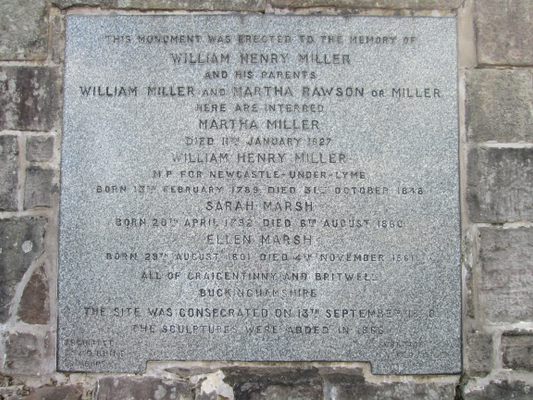 THIS MONUMENT WAS ERECTED TO THE MEMORY OF
WILLIAM HENRY MILLER
AND HIS PARENTS
WILLIAM MILLER AND MARTHA RAWSON OR MILLER
HERE ARE INTERRED
MARTHA MILLER
DIED 11TH JANUARY 1827
WILLIAM HENRY MILLER
M.P. FOR NEWCASTLE-UNDER-LYME
BORN 13TH FEBRUARY 1789 DIED 31ST OCTOBER 1848
SARAH MARSH
BORN 20TH APRIL 1792 DIED 6TH AUGUST 1860
ELLEN MARSH
BORN 29TH AUGUST 1801 DIED 4TH NOVEMBER 1861
ALL OF CRAIGENTINNY AND BRITWELL
BUCKINGHAMSHIRE
THE SITE WAS CONSECRATED ON 13TH SEPTEMBER
THE SCULPTURES WERE ADDED IN 1866
ARCHITECT